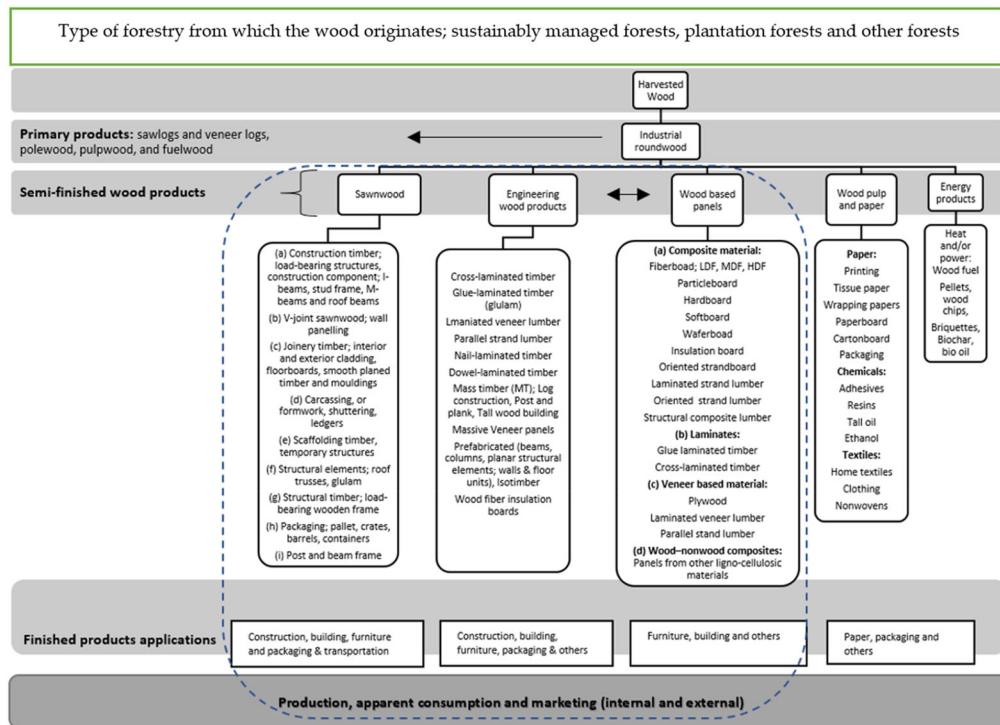 Type of forestry from which the wood originates; sustainably managed forests, plantation forests and other forests
Harvested
Wood
Primary products: sawlogs and veneer logs,
polewood, pulpwood, and fuelwood
Industrial
roundwood
Semi-finished wood products
Sawnwood
Engineering
wood products
Wood based
panels
Wood pulp
and paper
Energy
products
(a) Construction timber;
load-bearing structures,
construction component; I-
beams, stud frame, M-
beams and roof beams
(b) V-joint sawnwood; wall
panelling
(c) Joinery timber; interior
and exterior cladding,
floorboards, smooth planed
timber and mouldings
(d) Carcassing, or
formwork, shuttering,
ledgers
(e) Scaffolding timber,
temporary structures
(f) Structural elements; roof
trusses, glulam
(g) Structural timber; load-
bearing wooden frame
(h) Packaging; pallet, crates,
barrels, containers
(i) Post and beam frame
Cross-laminated timber
Glue-laminated timber
(glulam)
Lmaniated veneer lumber
Parallel strand lumber
Nail-laminated timber
Dowel-laminated timber
Mass timber (MT); Log
construction, Post and
plank, Tall wood building
Massive Veneer panels
Prefabricated (beams,
columns, planar structural
elements; walls & floor
units), Isotimber
Wood fiber insulation
boards
(a) Composite material:
Fiberboad; LDF, MDF, HDF
Particleboard
Hardboard
Softboard
Waferboad
Insulation board
Oriented strandboard
Laminated strand lumber
Oriented strand lumber
Structural composite lumber
(b) Laminates:
Glue laminated timber
Cross-laminated timber
(c) Veneer based material:
Plywood
Laminated veneer lumber
Parallel stand lumber
(d) Wood–nonwood composites:
Panels from other ligno-cellulosic
materials
Paper:
Printing
Tissue paper
Wrapping papers
Paperboard
Cartonboard
Packaging
Chemicals:
Adhesives
Resins
Tall oil
Ethanol
Textiles:
Home textiles
Clothing
Nonwovens
Heat
and/or
power:
Wood fuel
Pellets,
wood
chips,
Briquettes,
Biochar,
bio oil
Finished products applications
Construction, building, furniture
and packaging & transportation
Construction, building,
furniture, packaging & others
Furniture, building and others
Paper, packaging and
others
Production, apparent consumption and marketing (internal and external)